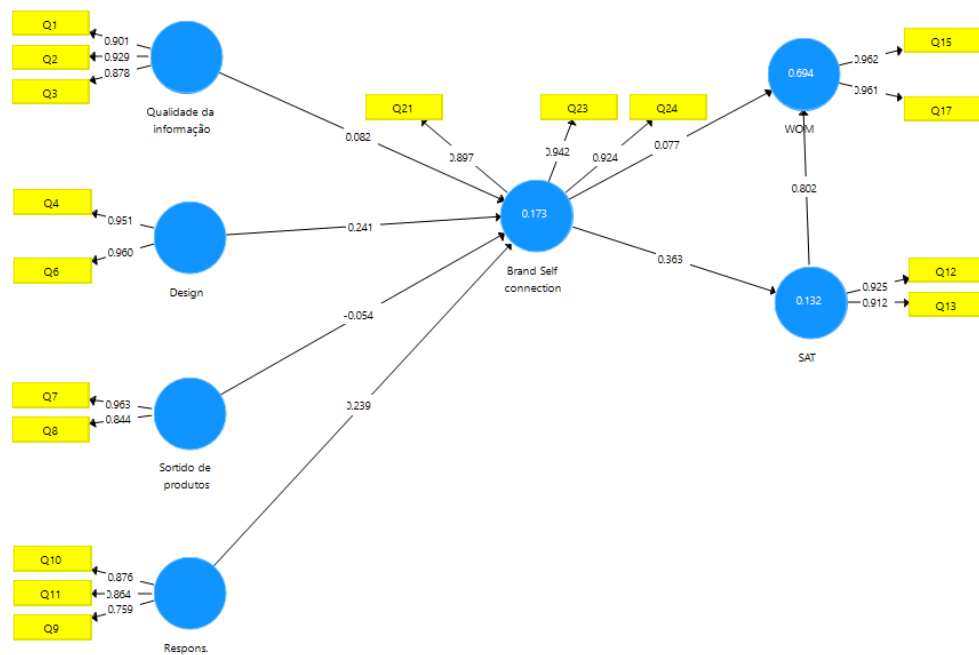 Q1
0.901
Q2
0.929
Q3
0.878
Qualidade da
informação
0.082
Q4
0.951
Q6
0.960
Design
0.241
Q7
0.963
Q8
0.844
Sortido de
produtos
-0.054
Q10
0.876
Q11
0.864
Q9
0.759
Respons.
0.239
Q21
0.897
Q23
0.942
Q24
0.924
0.173
Brand Self
connection
0.077
0.363
0.694
WOM
Q15
0.962
Q17
0.961
0.802
0.132
SAT
Q12
0.925
Q13
0.912